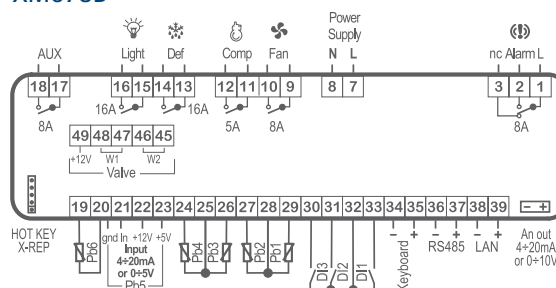 AUX
Light
Def
Comp
Fan
Power
Supply
N L
nc Alarm L
18 17
16 15 14 13
12 11 10 9
8 7
3 2 1
8A
16A
16A
5A
8A
8A
49 48 47 46 45
+12V
W1
W2
Valve
19 20 21 22 23 24 25 26 27 28 29 30 31 32 33 34 35 36 37 38 39
- +
HOT KEY
X-REP
Pb6
gnd In +12V +5V
Input
4÷20mA
or 0÷5V
Pb5
Pb4
Pb3
Pb2
Pb1
DI3
DI2
DI1
- +
Keyboard
- +
RS485
- +
LAN
An out
4÷20mA
or 0÷10V